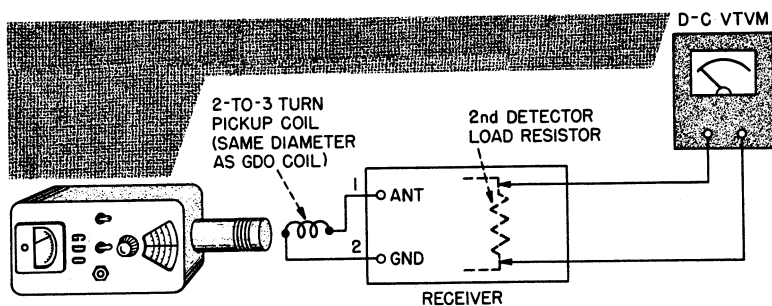 D-C VTVM
2-TO-3 TURN
PICKUP COIL
(SAME DIAMETER
AS GDO COIL)
2nd DETECTOR
LOAD RESISTOR
1
ANT
2
GND
GDO
RECEIVER